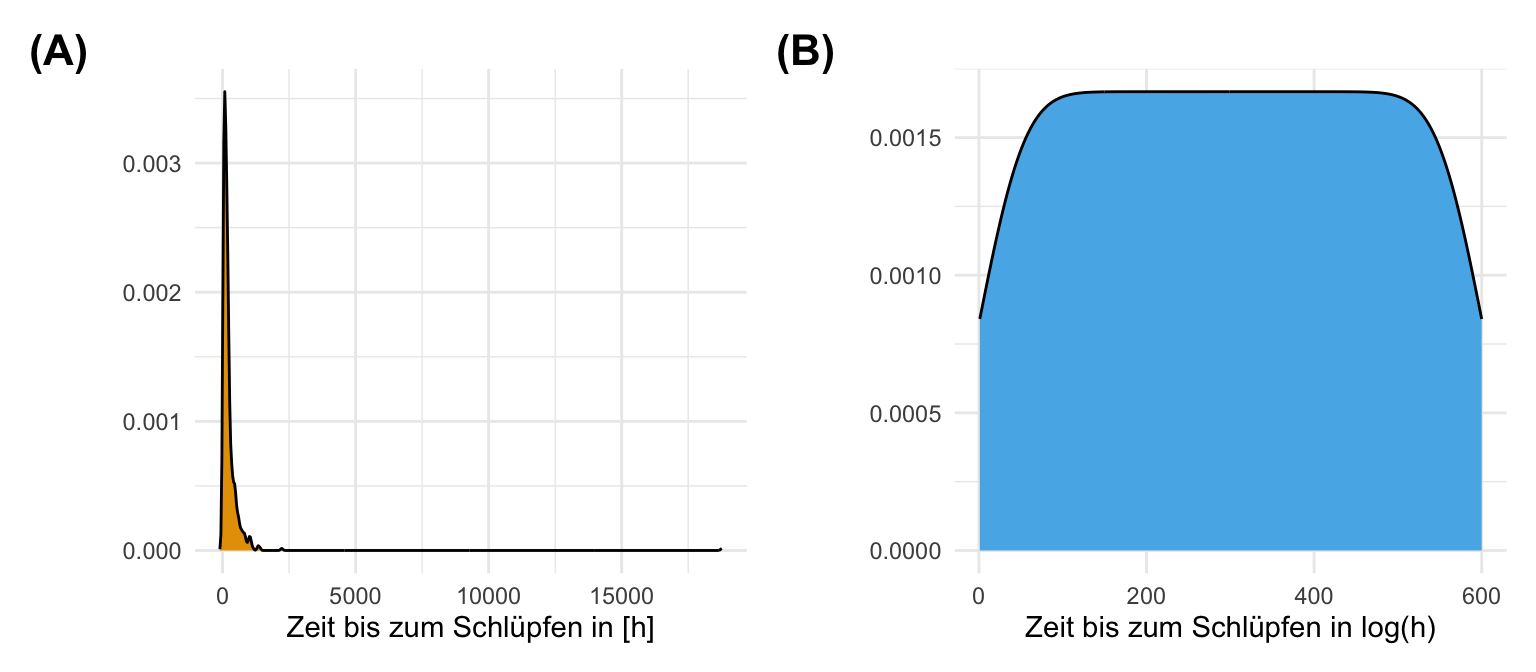 (A)
0.003
0.002
0.001
0.000
0 5000 10000 15000
Zeit bis zum Schlüpfen in [h]
(B)
0.0015
0.0010
0.0005
0.0000
0 200 400 600
Zeit bis zum Schlüpfen in log(h)